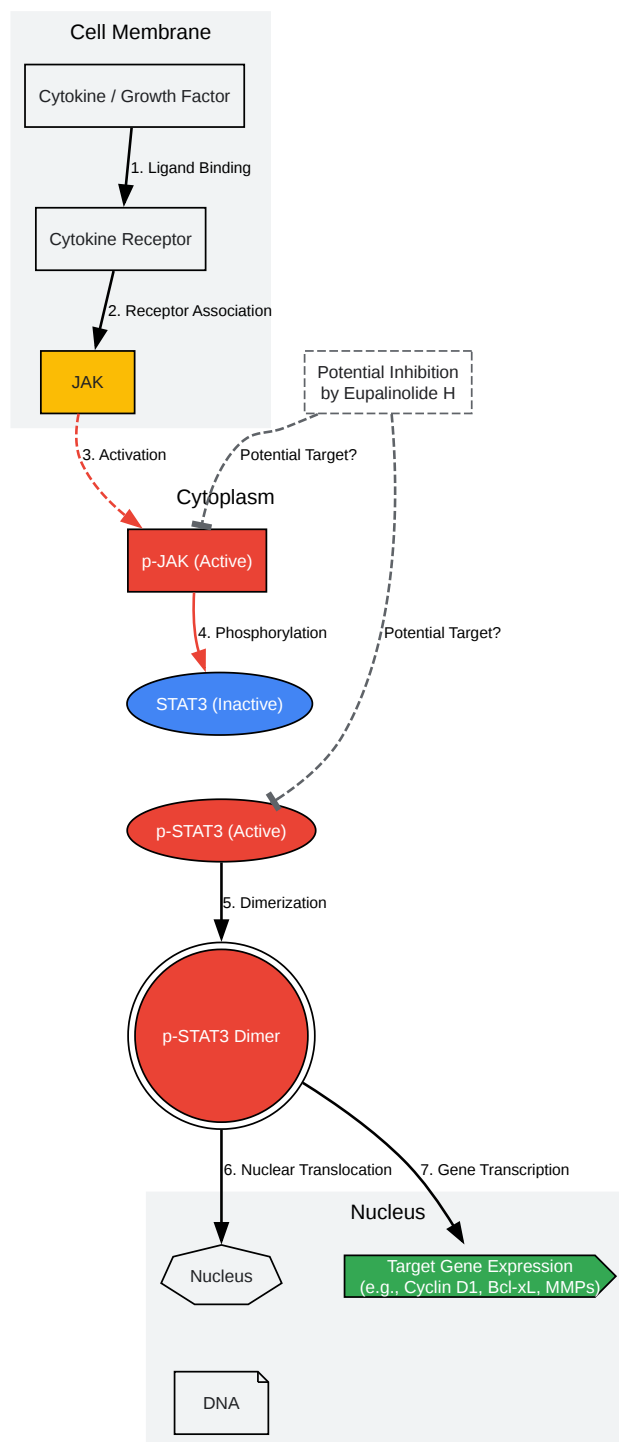 Cell Membrane
Cytokine / Growth Factor
1. Ligand Binding
Cytokine Receptor
2. Receptor Association
JAK
Potential Inhibition
by Eupalinolide H
3. Activation
Potential Target?
Cytoplasm
p-JAK (Active)
4. Phosphorylation
Potential Target?
STAT3 (Inactive)
p-STAT3 (Active)
5. Dimerization
p-STAT3 Dimer
6. Nuclear Translocation
7. Gene Transcription
Nucleus
Nucleus
Target Gene Expression
(e.g., Cyclin D1, Bcl-xL, MMPs)
DNA